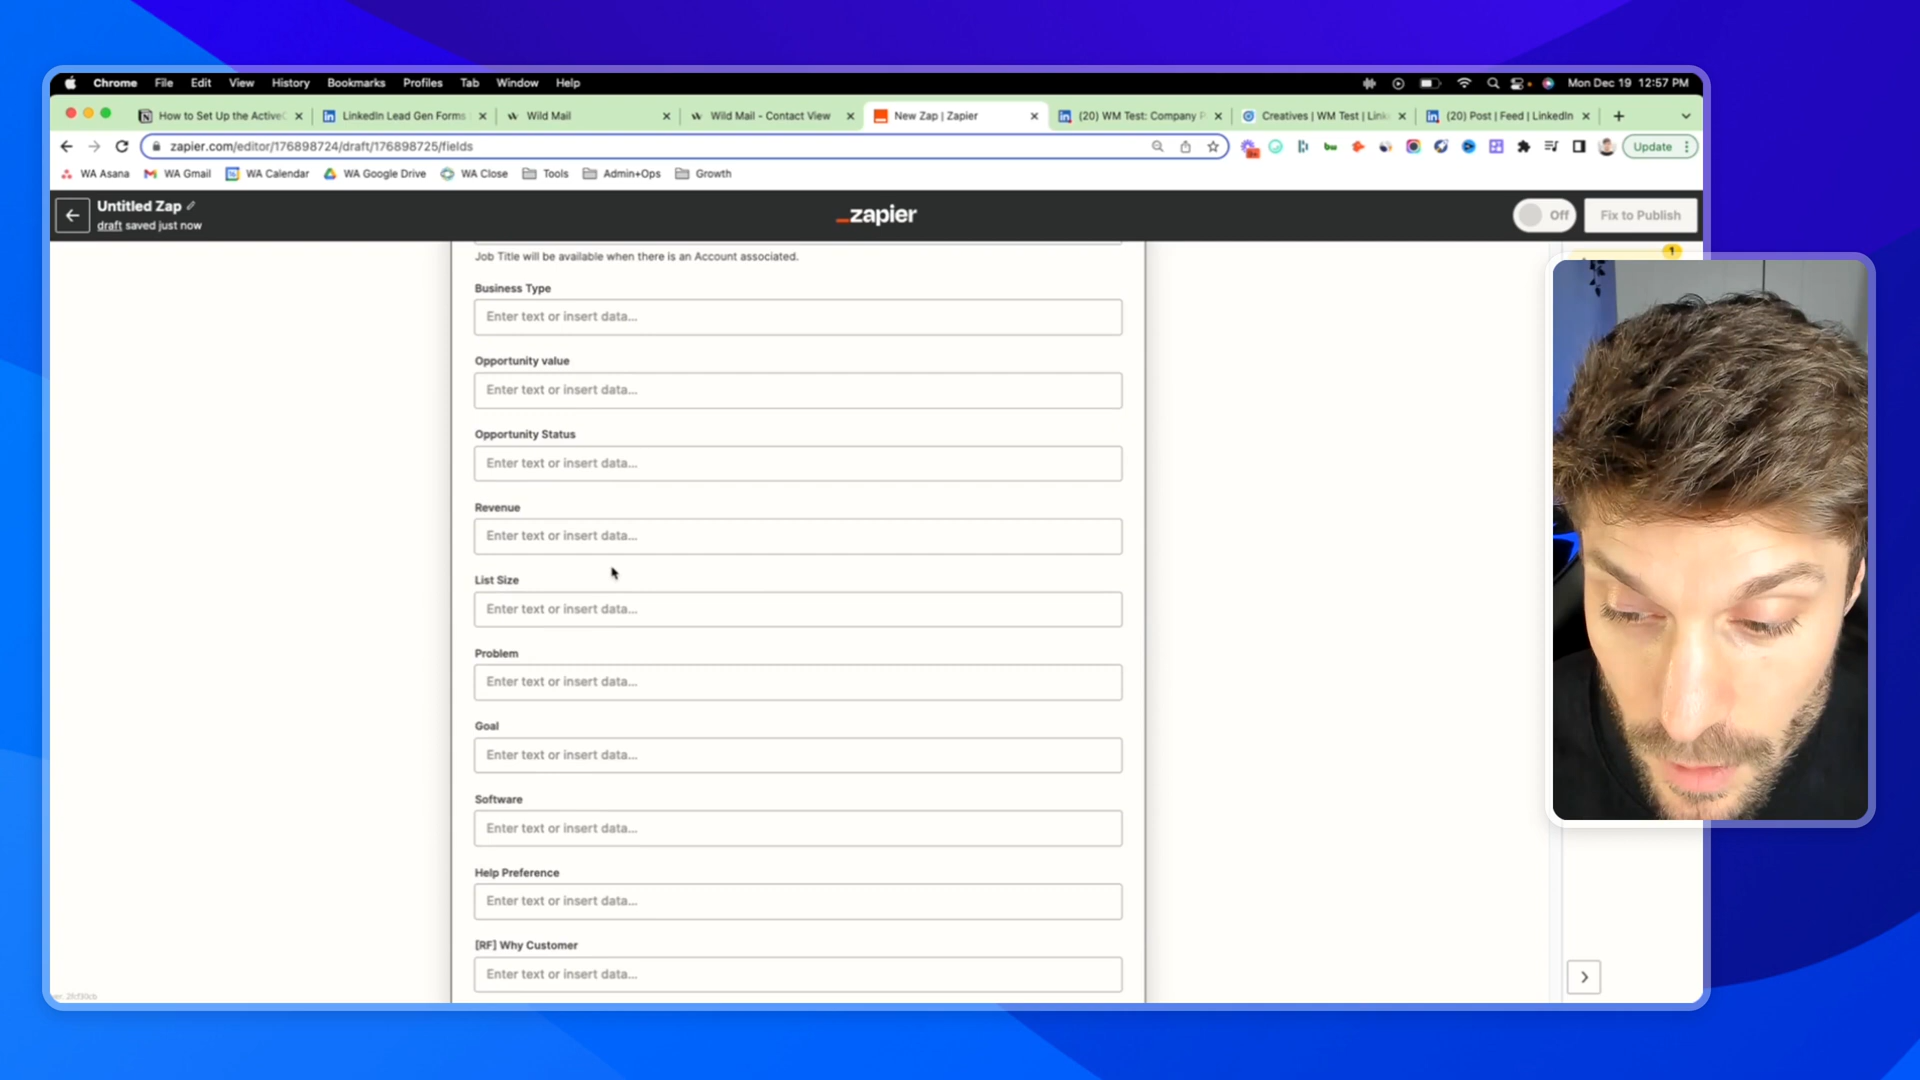 Chrome File Edit View History Bookmarks Profiles Tab Window Help Mon Dec 19 12:57 PM
How to Set Up the Active LinkedIn Lead Gen Forms Wild Mail Wild Mail - Contact View New Zap | Zapier (20) WM Test: Company P Creatives | WM Test | Link (20) Post | Feed | LinkedIn
zapier.com/editor/176898724/draft/176898725/fields Update
WA Asana WA Gmail WA Calendar WA Google Drive WA Close Tools Admin+Ops Growth
Untitled Zap
draft saved just now
_zapier
Off Fix to Publish
1
Job Title will be available when there is an Account associated.
Business Type
Enter text or insert data...
Opportunity value
Enter text or insert data...
Opportunity Status
Enter text or insert data...
Revenue
Enter text or insert data...
List Size
Enter text or insert data...
Problem
Enter text or insert data...
Goal
Enter text or insert data...
Software
Enter text or insert data...
Help Preference
Enter text or insert data...
[RF] Why Customer
Enter text or insert data...